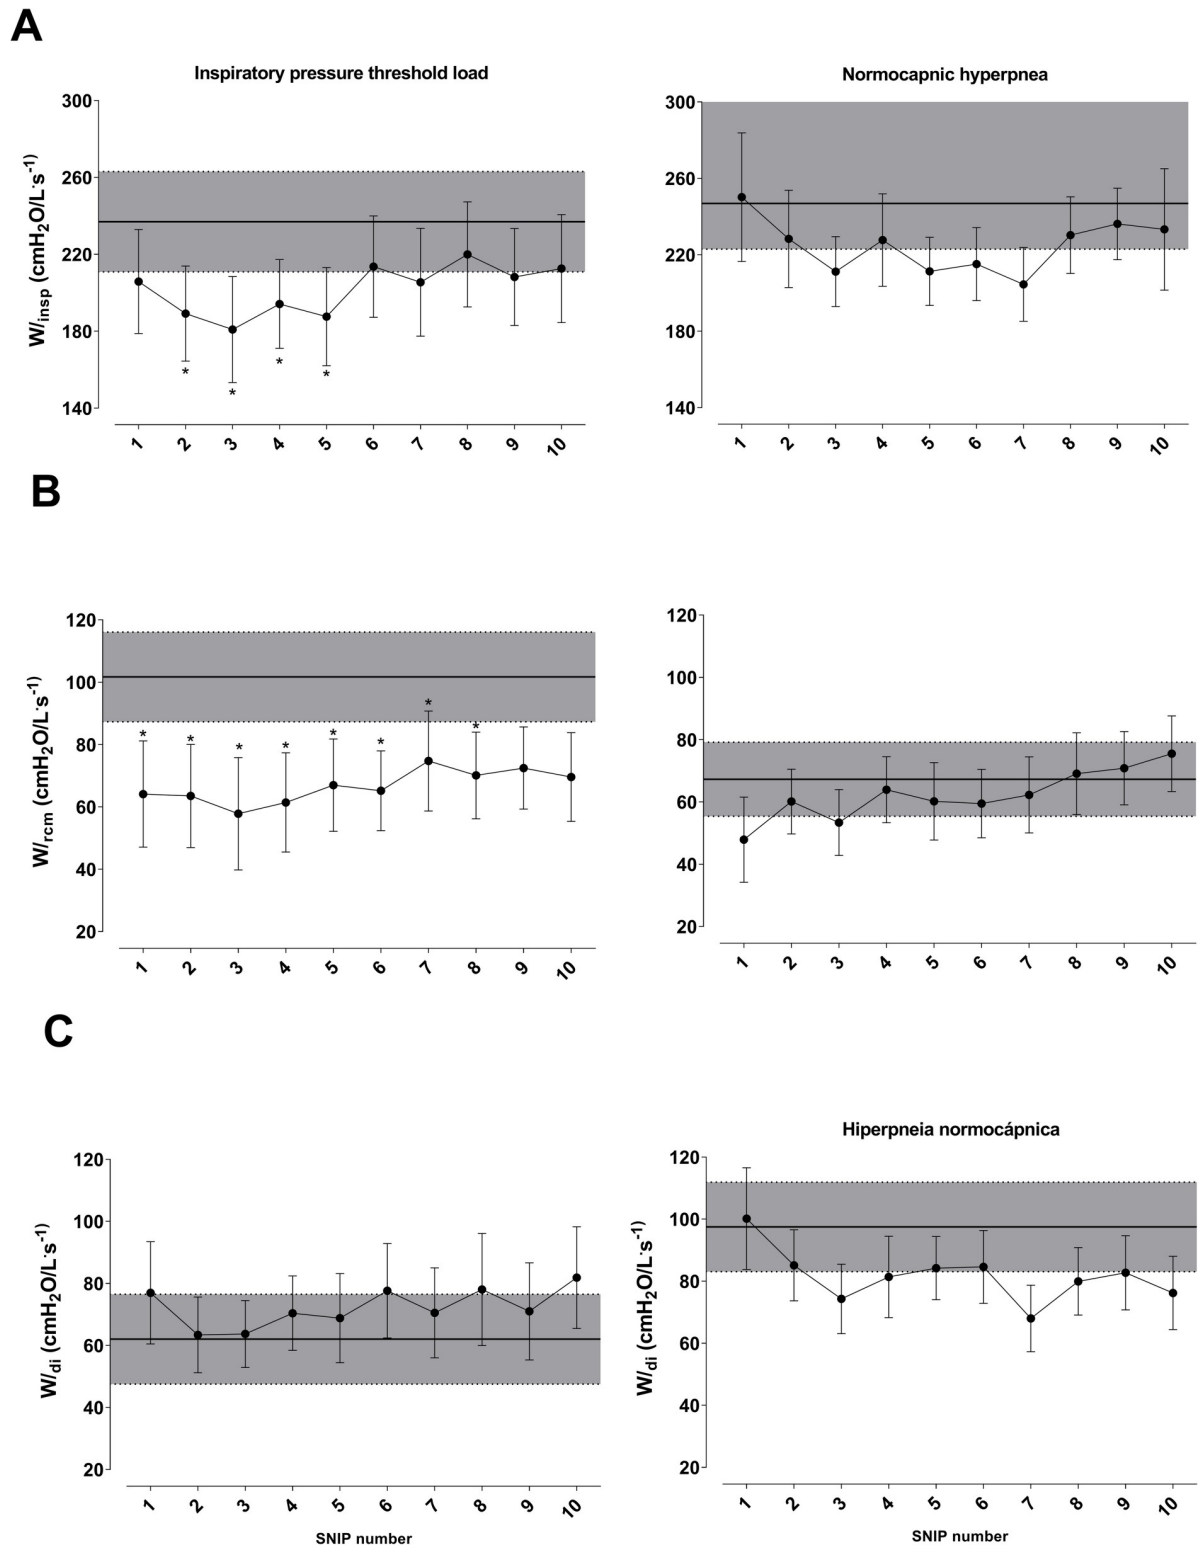 A
Inspiratory pressure threshold load
Normocapnic hyperpnea
W/insp (cmH2O/L·s-1)
300
260
220
180
140
1 2 3 4 5 6 7 8 9 10
* * * *
300
260
220
180
140
1 2 3 4 5 6 7 8 9 10
B
W/rcm (cmH2O/L·s-1)
120
100
80
60
40
20
* * * * * * * *
1 2 3 4 5 6 7 8 9 10
120
100
80
60
40
20
1 2 3 4 5 6 7 8 9 10
C
Hiperpneia normocápnica
W/di (cmH2O/L·s-1)
120
100
80
60
40
20
1 2 3 4 5 6 7 8 9 10
SNIP number
W/di (cmH2O/L·s-1)
120
100
80
60
40
20
1 2 3 4 5 6 7 8 9 10
SNIP number